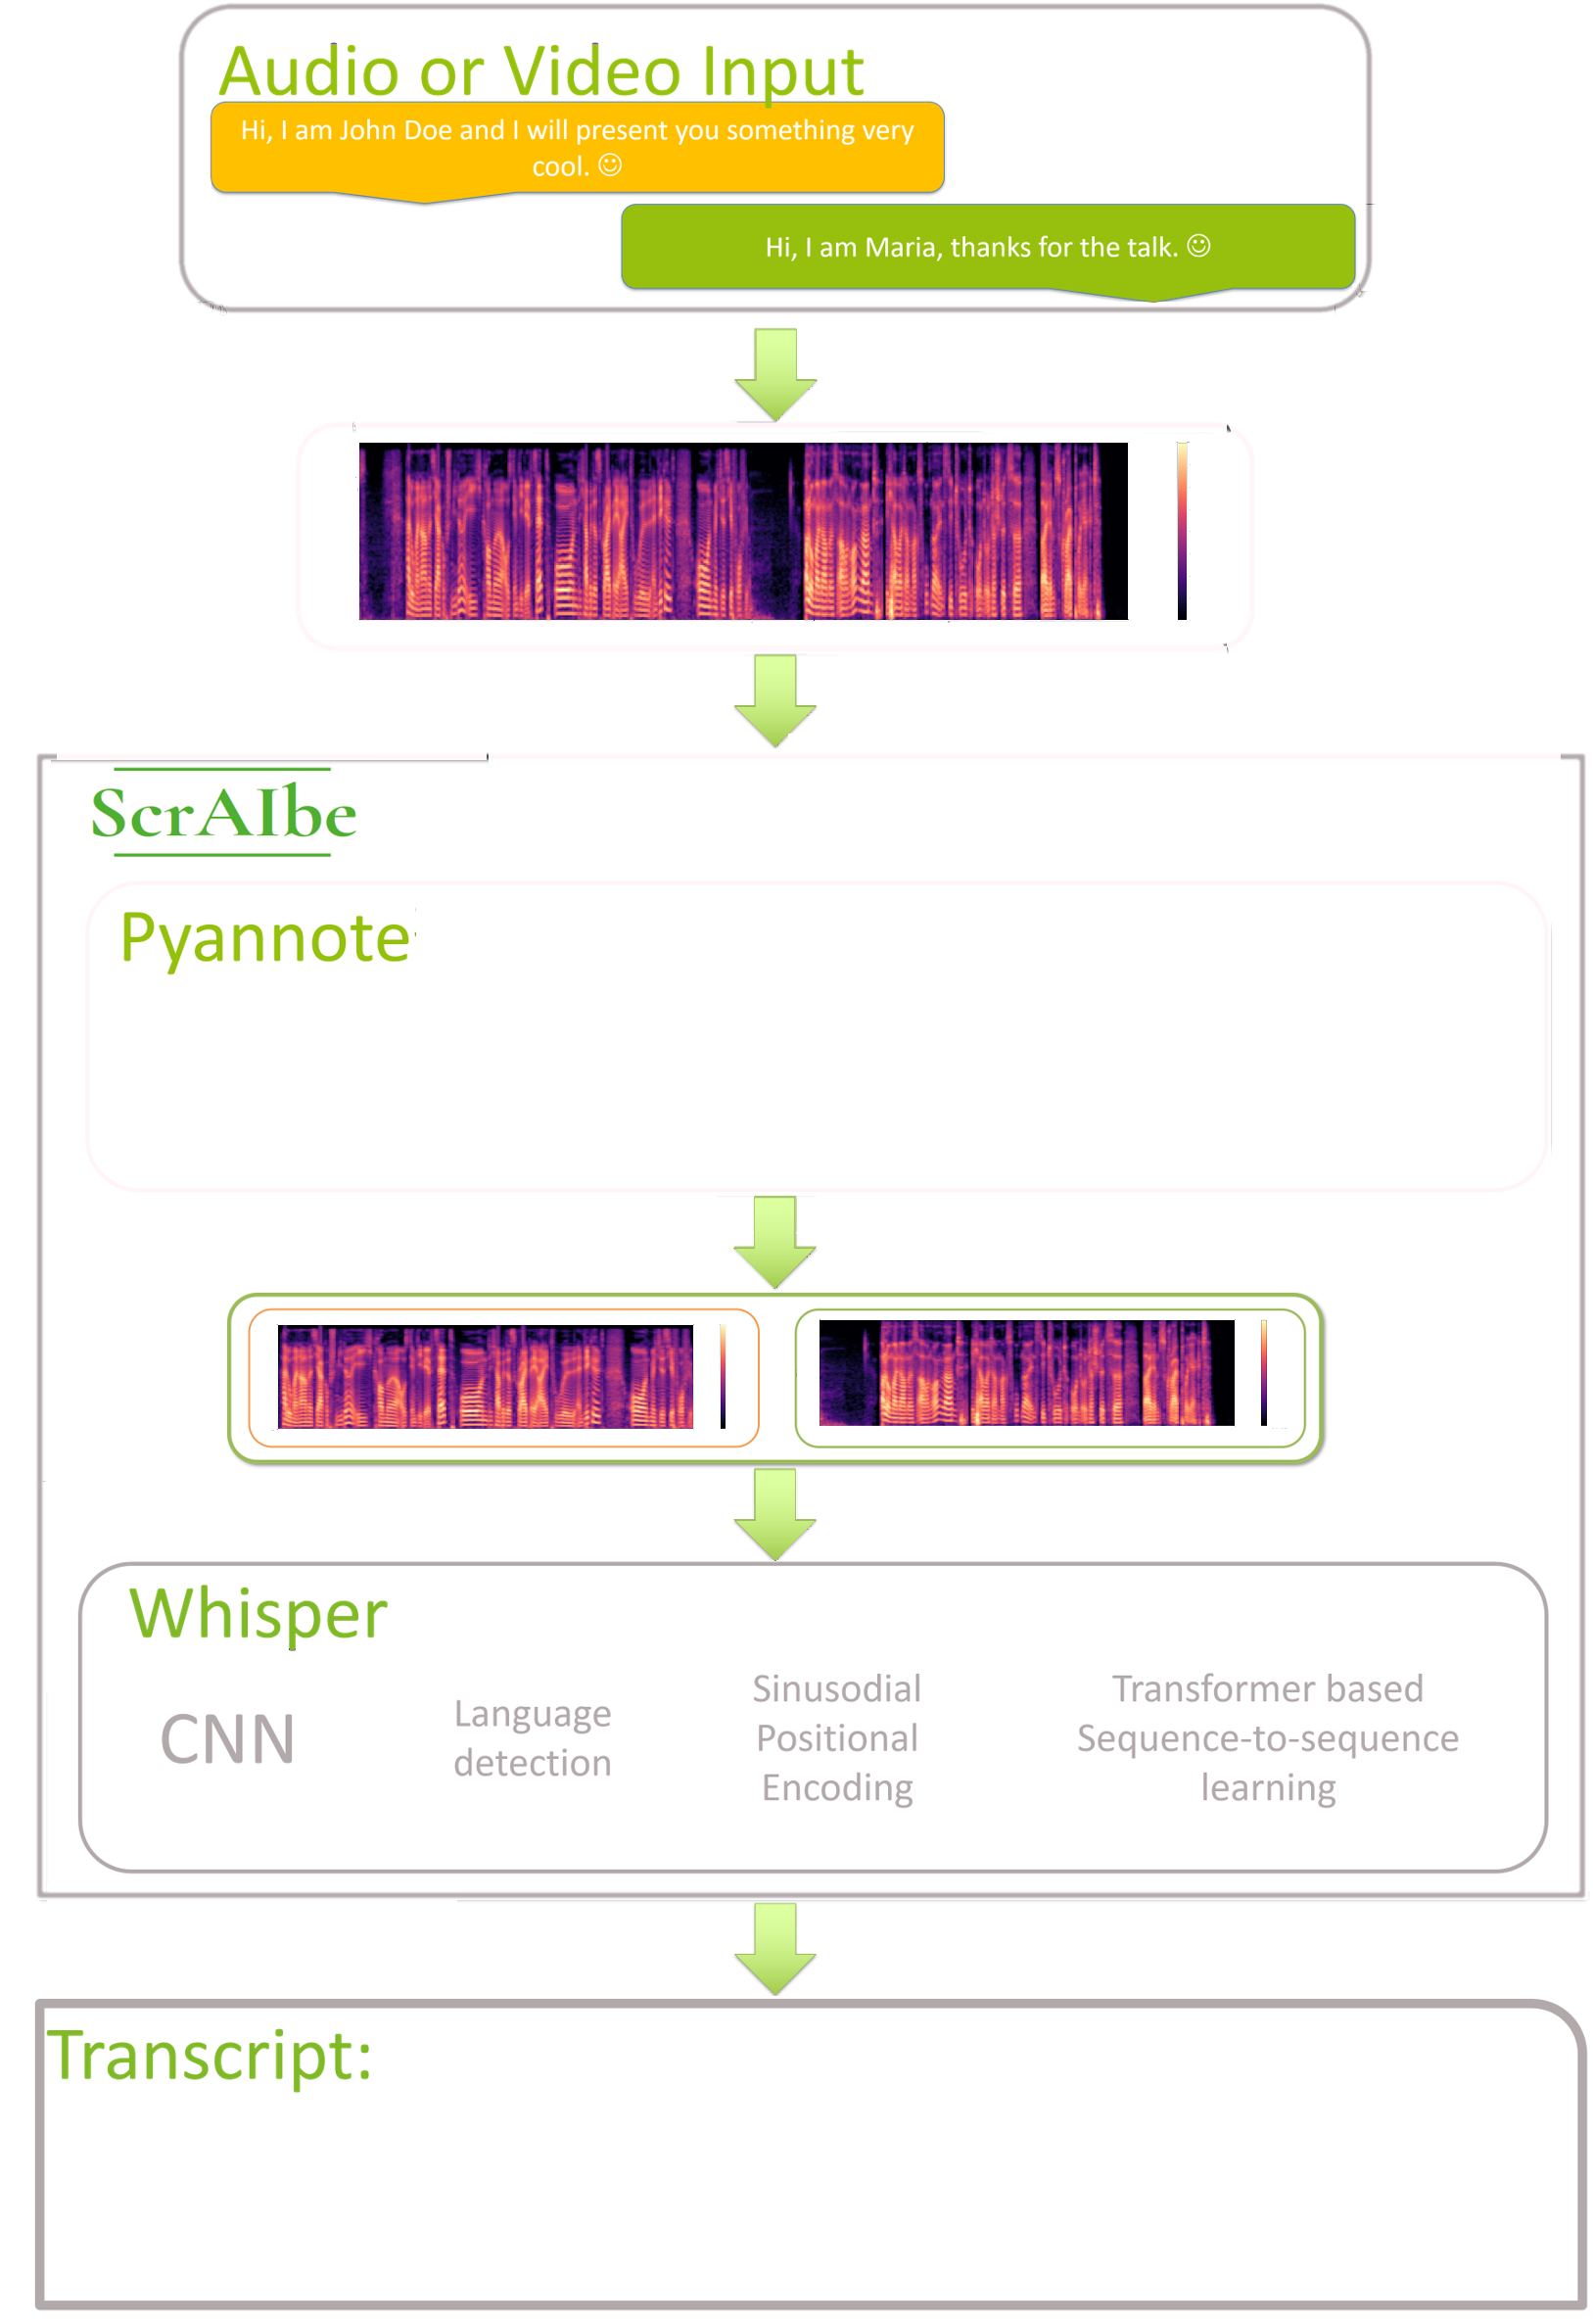 Audio or Video Input
Hi, I am John Doe and I will present you something very
cool. ☺
Hi, I am Maria, thanks for the talk. ☺
ScrAIbe
Pyannote
Whisper
CNN
Language
detection
Sinusodial
Positional
Encoding
Transformer based
Sequence-to-sequence
learning
Transcript: